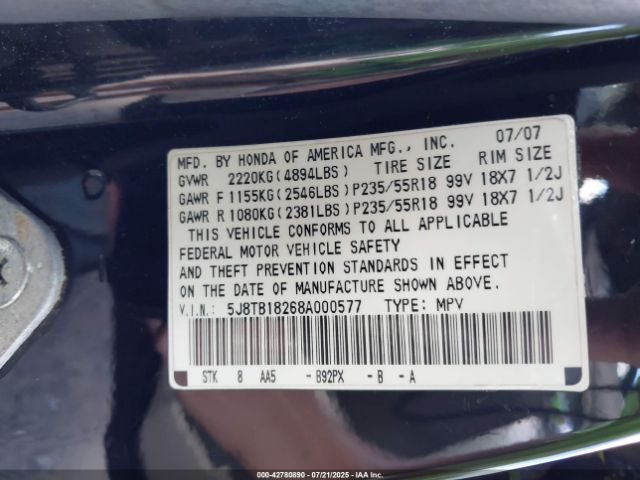 MFD. BY HONDA OF AMERICA MFG., INC. 07/07
GVWR 2220KG(4894LBS) TIRE SIZE RIM SIZE
GAWR F 1155KG(2546LBS)P235/55R18 99V 18X7 1/2J
GAWR R 1080KG(2381LBS)P235/55R18 99V 18X7 1/2J
THIS VEHICLE CONFORMS TO ALL APPLICABLE
FEDERAL MOTOR VEHICLE SAFETY
AND THEFT PREVENTION STANDARDS IN EFFECT
ON THE DATE OF MANUFACTURE SHOWN ABOVE.
V.I.N.: 5J8TB18268A000577 TYPE: MPV
STK 8 AA5 -B92PX -B -A
000-42780890 07/21/2025 IAAI.COM